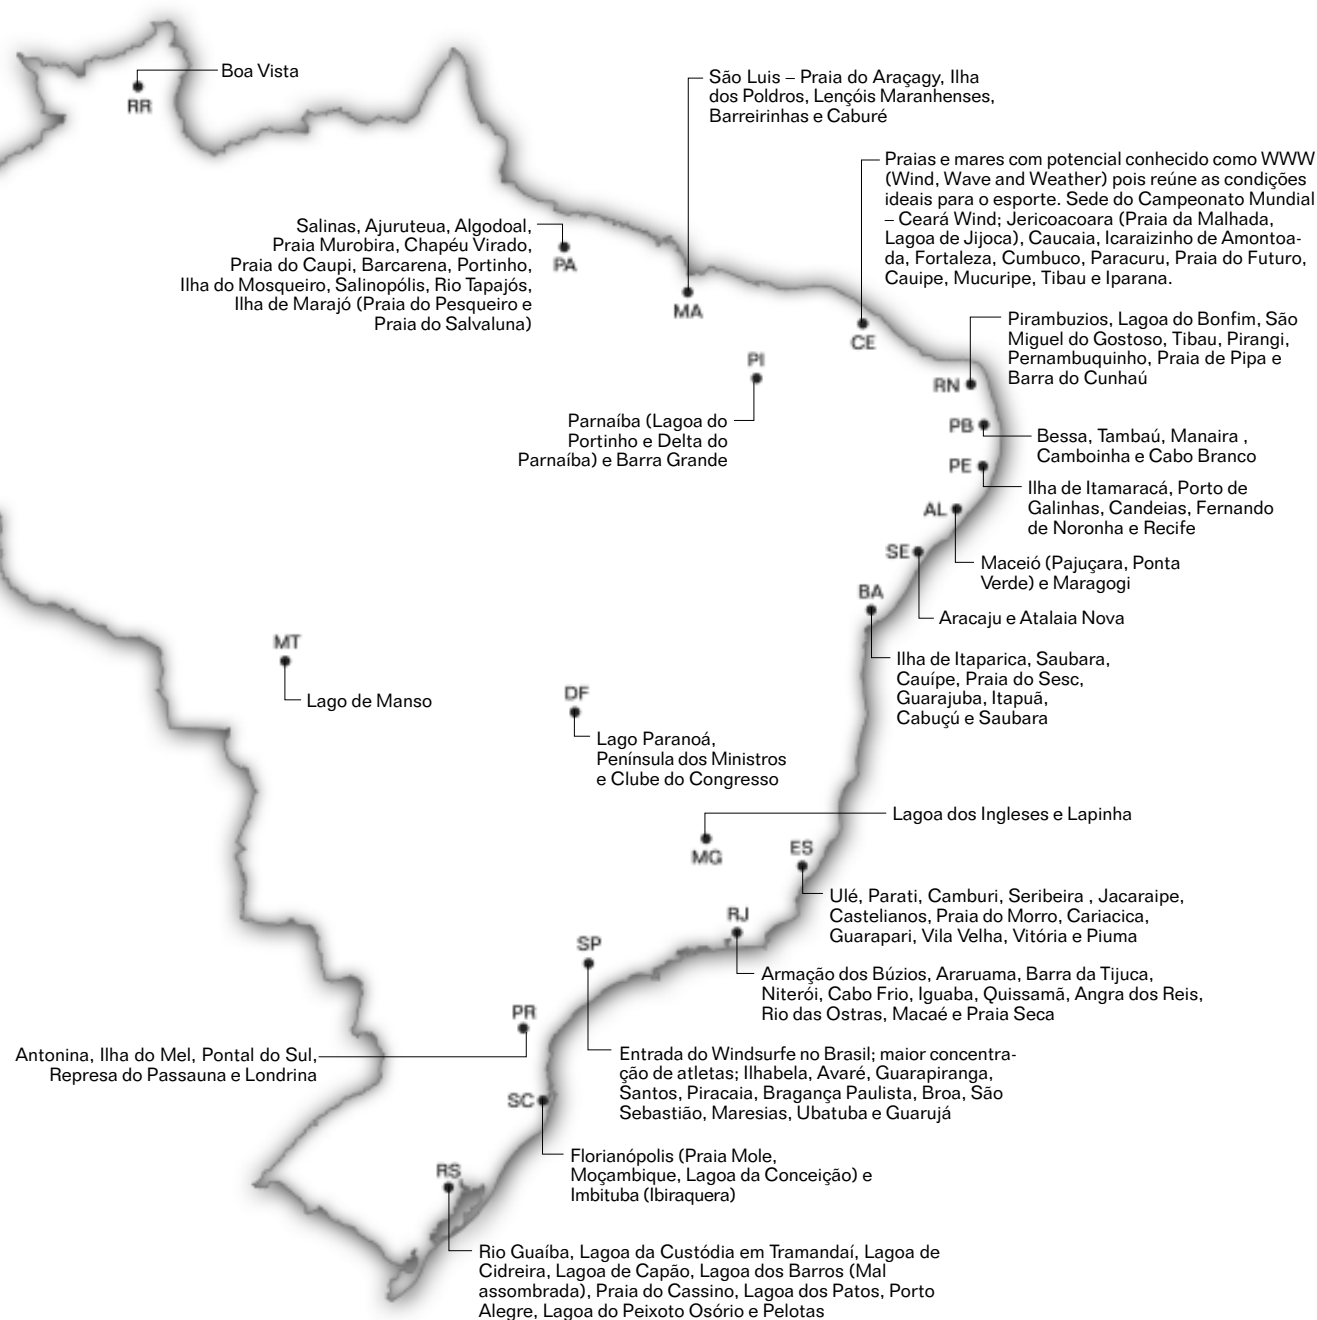 Boa Vista
RR
São Luis – Praia do Araçagy, Ilha
dos Poldros, Lençóis Maranhenses,
Barreirinhas e Caburé
MA
Praias e mares com potencial conhecido como WWW
(Wind, Wave and Weather) pois reúne as condições
ideais para o esporte. Sede do Campeonato Mundial
– Ceará Wind; Jericoacoara (Praia da Malhada,
Lagoa de Jijoca), Caucaia, Icaraizinho de Amontoa-
da, Fortaleza, Cumbuco, Paracuru, Praia do Futuro,
Cauipe, Mucuripe, Tibau e Iparana.
CE
Salinas, Ajuruteua, Algodoal,
Praia Murobira, Chapéu Virado,
Praia do Caupi, Barcarena, Portinho,
Ilha do Mosqueiro, Salinopólis, Rio Tapajós,
Ilha de Marajó (Praia do Pesqueiro e
Praia do Salvaluna)
PA
Pirambuzios, Lagoa do Bonfim, São
Miguel do Gostoso, Tibau, Pirangi,
Pernambuquinho, Praia de Pipa e
Barra do Cunhaú
RN
PI
Parnaíba (Lagoa do
Portinho e Delta do
Parnaíba) e Barra Grande
PB
Bessa, Tambaú, Manaira ,
Camboinha e Cabo Branco
PE
Ilha de Itamaracá, Porto de
Galinhas, Candeias, Fernando
de Noronha e Recife
AL
Maceió (Pajuçara, Ponta
Verde) e Maragogi
SE
Aracaju e Atalaia Nova
BA
Ilha de Itaparica, Saubara,
Cauípe, Praia do Sesc,
Guarajuba, Itapuã,
Cabuçú e Saubara
MT
Lago de Manso
DF
Lago Paranoá,
Península dos Ministros
e Clube do Congresso
Lagoa dos Ingleses e Lapinha
MG
ES
Ulé, Parati, Camburi, Seribeira , Jacaraipe,
Castelianos, Praia do Morro, Cariacica,
Guarapari, Vila Velha, Vitória e Piuma
RJ
Armação dos Búzios, Araruama, Barra da Tijuca,
Niterói, Cabo Frio, Iguaba, Quissamã, Angra dos Reis,
Rio das Ostras, Macaé e Praia Seca
SP
Entrada do Windsurfe no Brasil; maior concentra-
ção de atletas; Ilhabela, Avaré, Guarapiranga,
Santos, Piracaia, Bragança Paulista, Broa, São
Sebastião, Maresias, Ubatuba e Guarujá
PR
Antonina, Ilha do Mel, Pontal do Sul,
Represa do Passauna e Londrina
SC
Florianópolis (Praia Mole,
Moçambique, Lagoa da Conceição) e
Imbituba (Ibiraquera)
RS
Rio Guaíba, Lagoa da Custódia em Tramandaí, Lagoa de
Cidreira, Lagoa de Capão, Lagoa dos Barros (Mal
assombrada), Praia do Cassino, Lagoa dos Patos, Porto
Alegre, Lagoa do Peixoto Osório e Pelotas